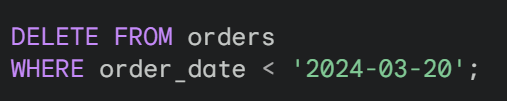 DELETE FROM orders
WHERE order_date < '2024-03-20';